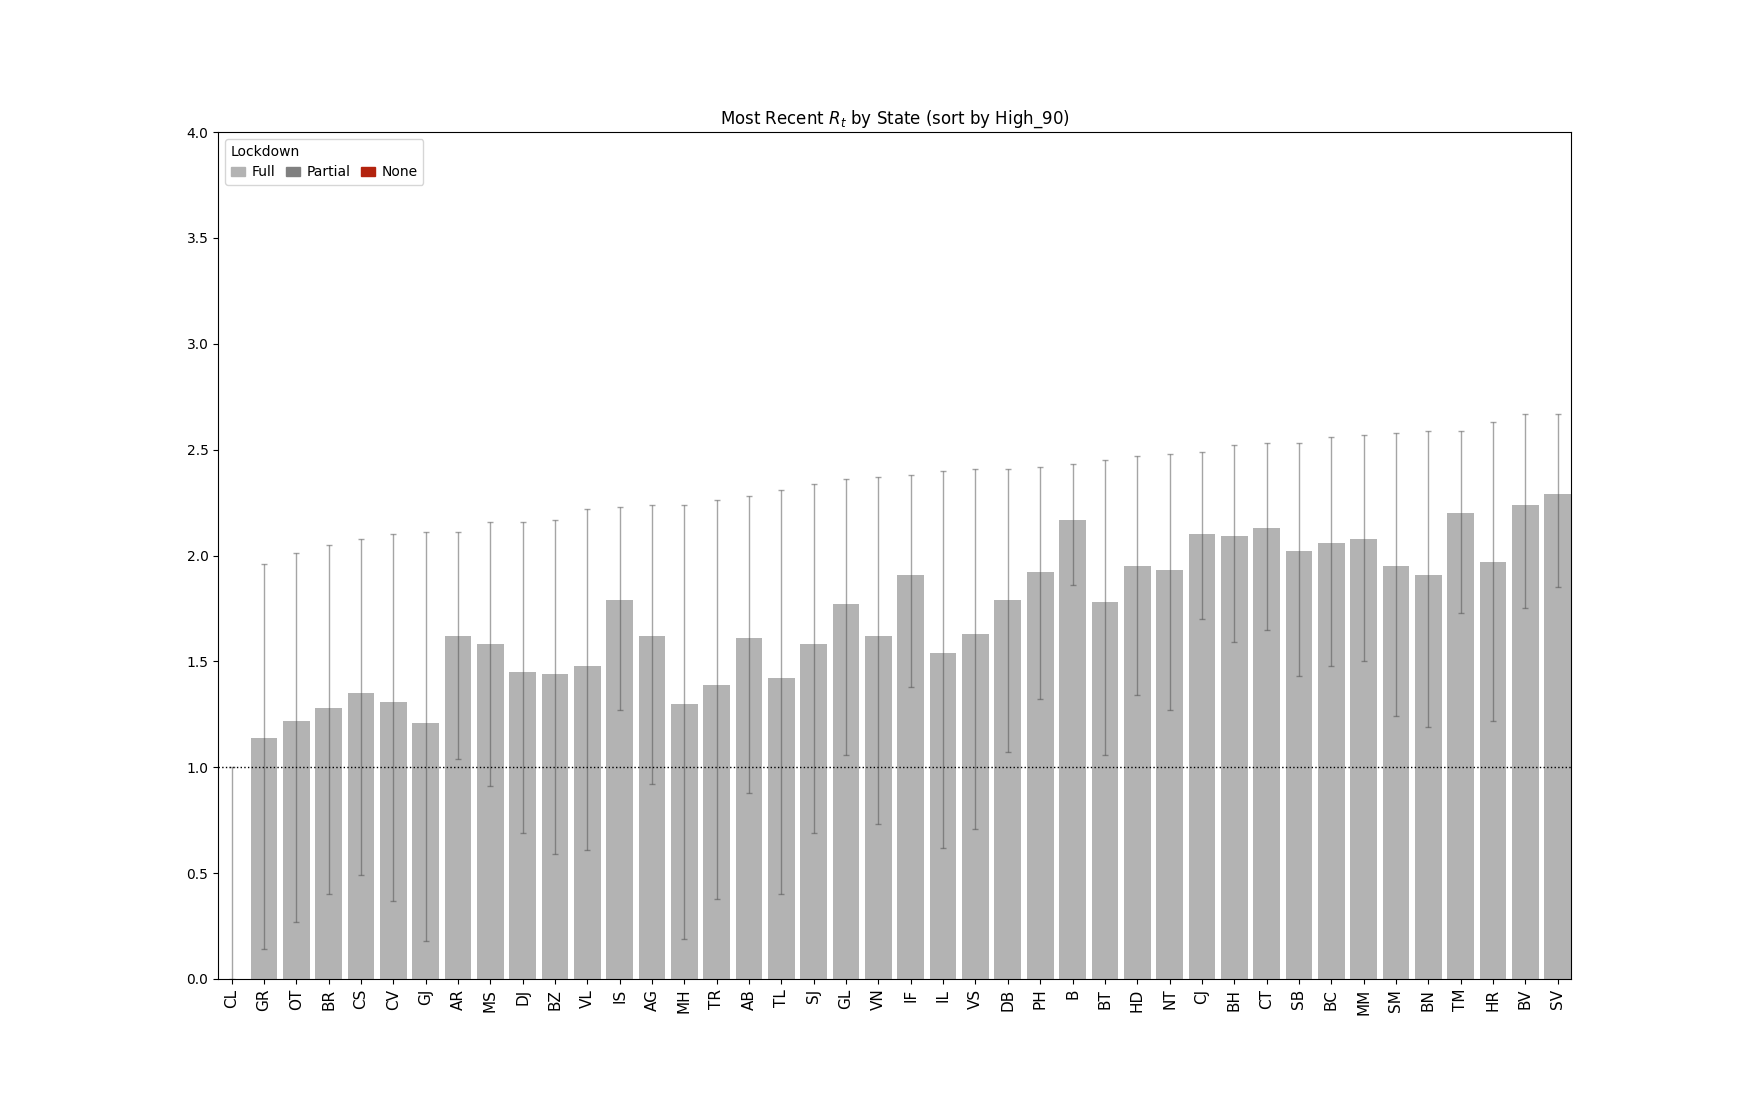 Most Recent R_t by State (sort by High_90)
Lockdown
Full Partial None
4.0
3.5
3.0
2.5
2.0
1.5
1.0
0.5
0.0
CL GR OT BR CS CV GJ AR MS DJ BZ VL IS AG MH TR AB TL SJ GL VN IF IL VS DB PH B BT HD NT CJ BH CT SB BC MM SM BN TM HR BV SV